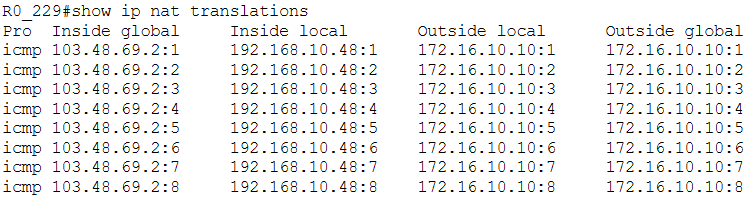 R0_229#show ip nat translations
Pro  Inside global     Inside local       Outside local      Outside global
icmp 103.48.69.2:1     192.168.10.48:1    172.16.10.10:1     172.16.10.10:1
icmp 103.48.69.2:2     192.168.10.48:2    172.16.10.10:2     172.16.10.10:2
icmp 103.48.69.2:3     192.168.10.48:3    172.16.10.10:3     172.16.10.10:3
icmp 103.48.69.2:4     192.168.10.48:4    172.16.10.10:4     172.16.10.10:4
icmp 103.48.69.2:5     192.168.10.48:5    172.16.10.10:5     172.16.10.10:5
icmp 103.48.69.2:6     192.168.10.48:6    172.16.10.10:6     172.16.10.10:6
icmp 103.48.69.2:7     192.168.10.48:7    172.16.10.10:7     172.16.10.10:7
icmp 103.48.69.2:8     192.168.10.48:8    172.16.10.10:8     172.16.10.10:8